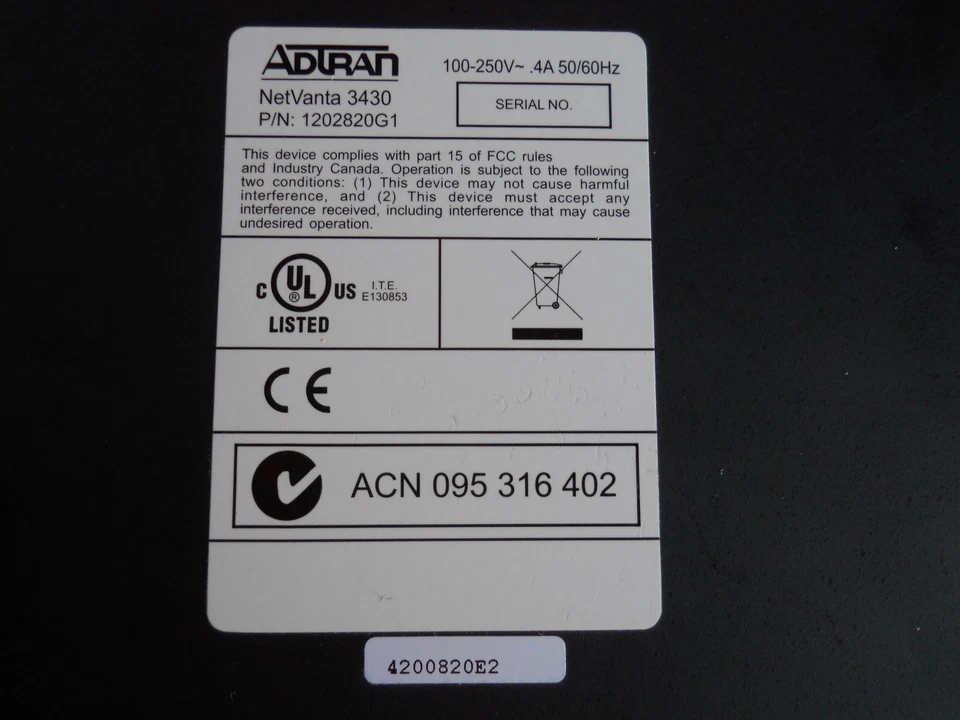 ADTRAN
100-250V~ .4A 50/60Hz
NetVanta 3430
P/N: 1202820G1
SERIAL NO.
This device complies with part 15 of FCC rules
and Industry Canada. Operation is subject to the following
two conditions: (1) This device may not cause harmful
interference, and (2) This device must accept any
interference received, including interference that may cause
undesired operation.
C UL US
®
LISTED
I.T.E.
E130853
CE
ACN 095 316 402
4200820E2